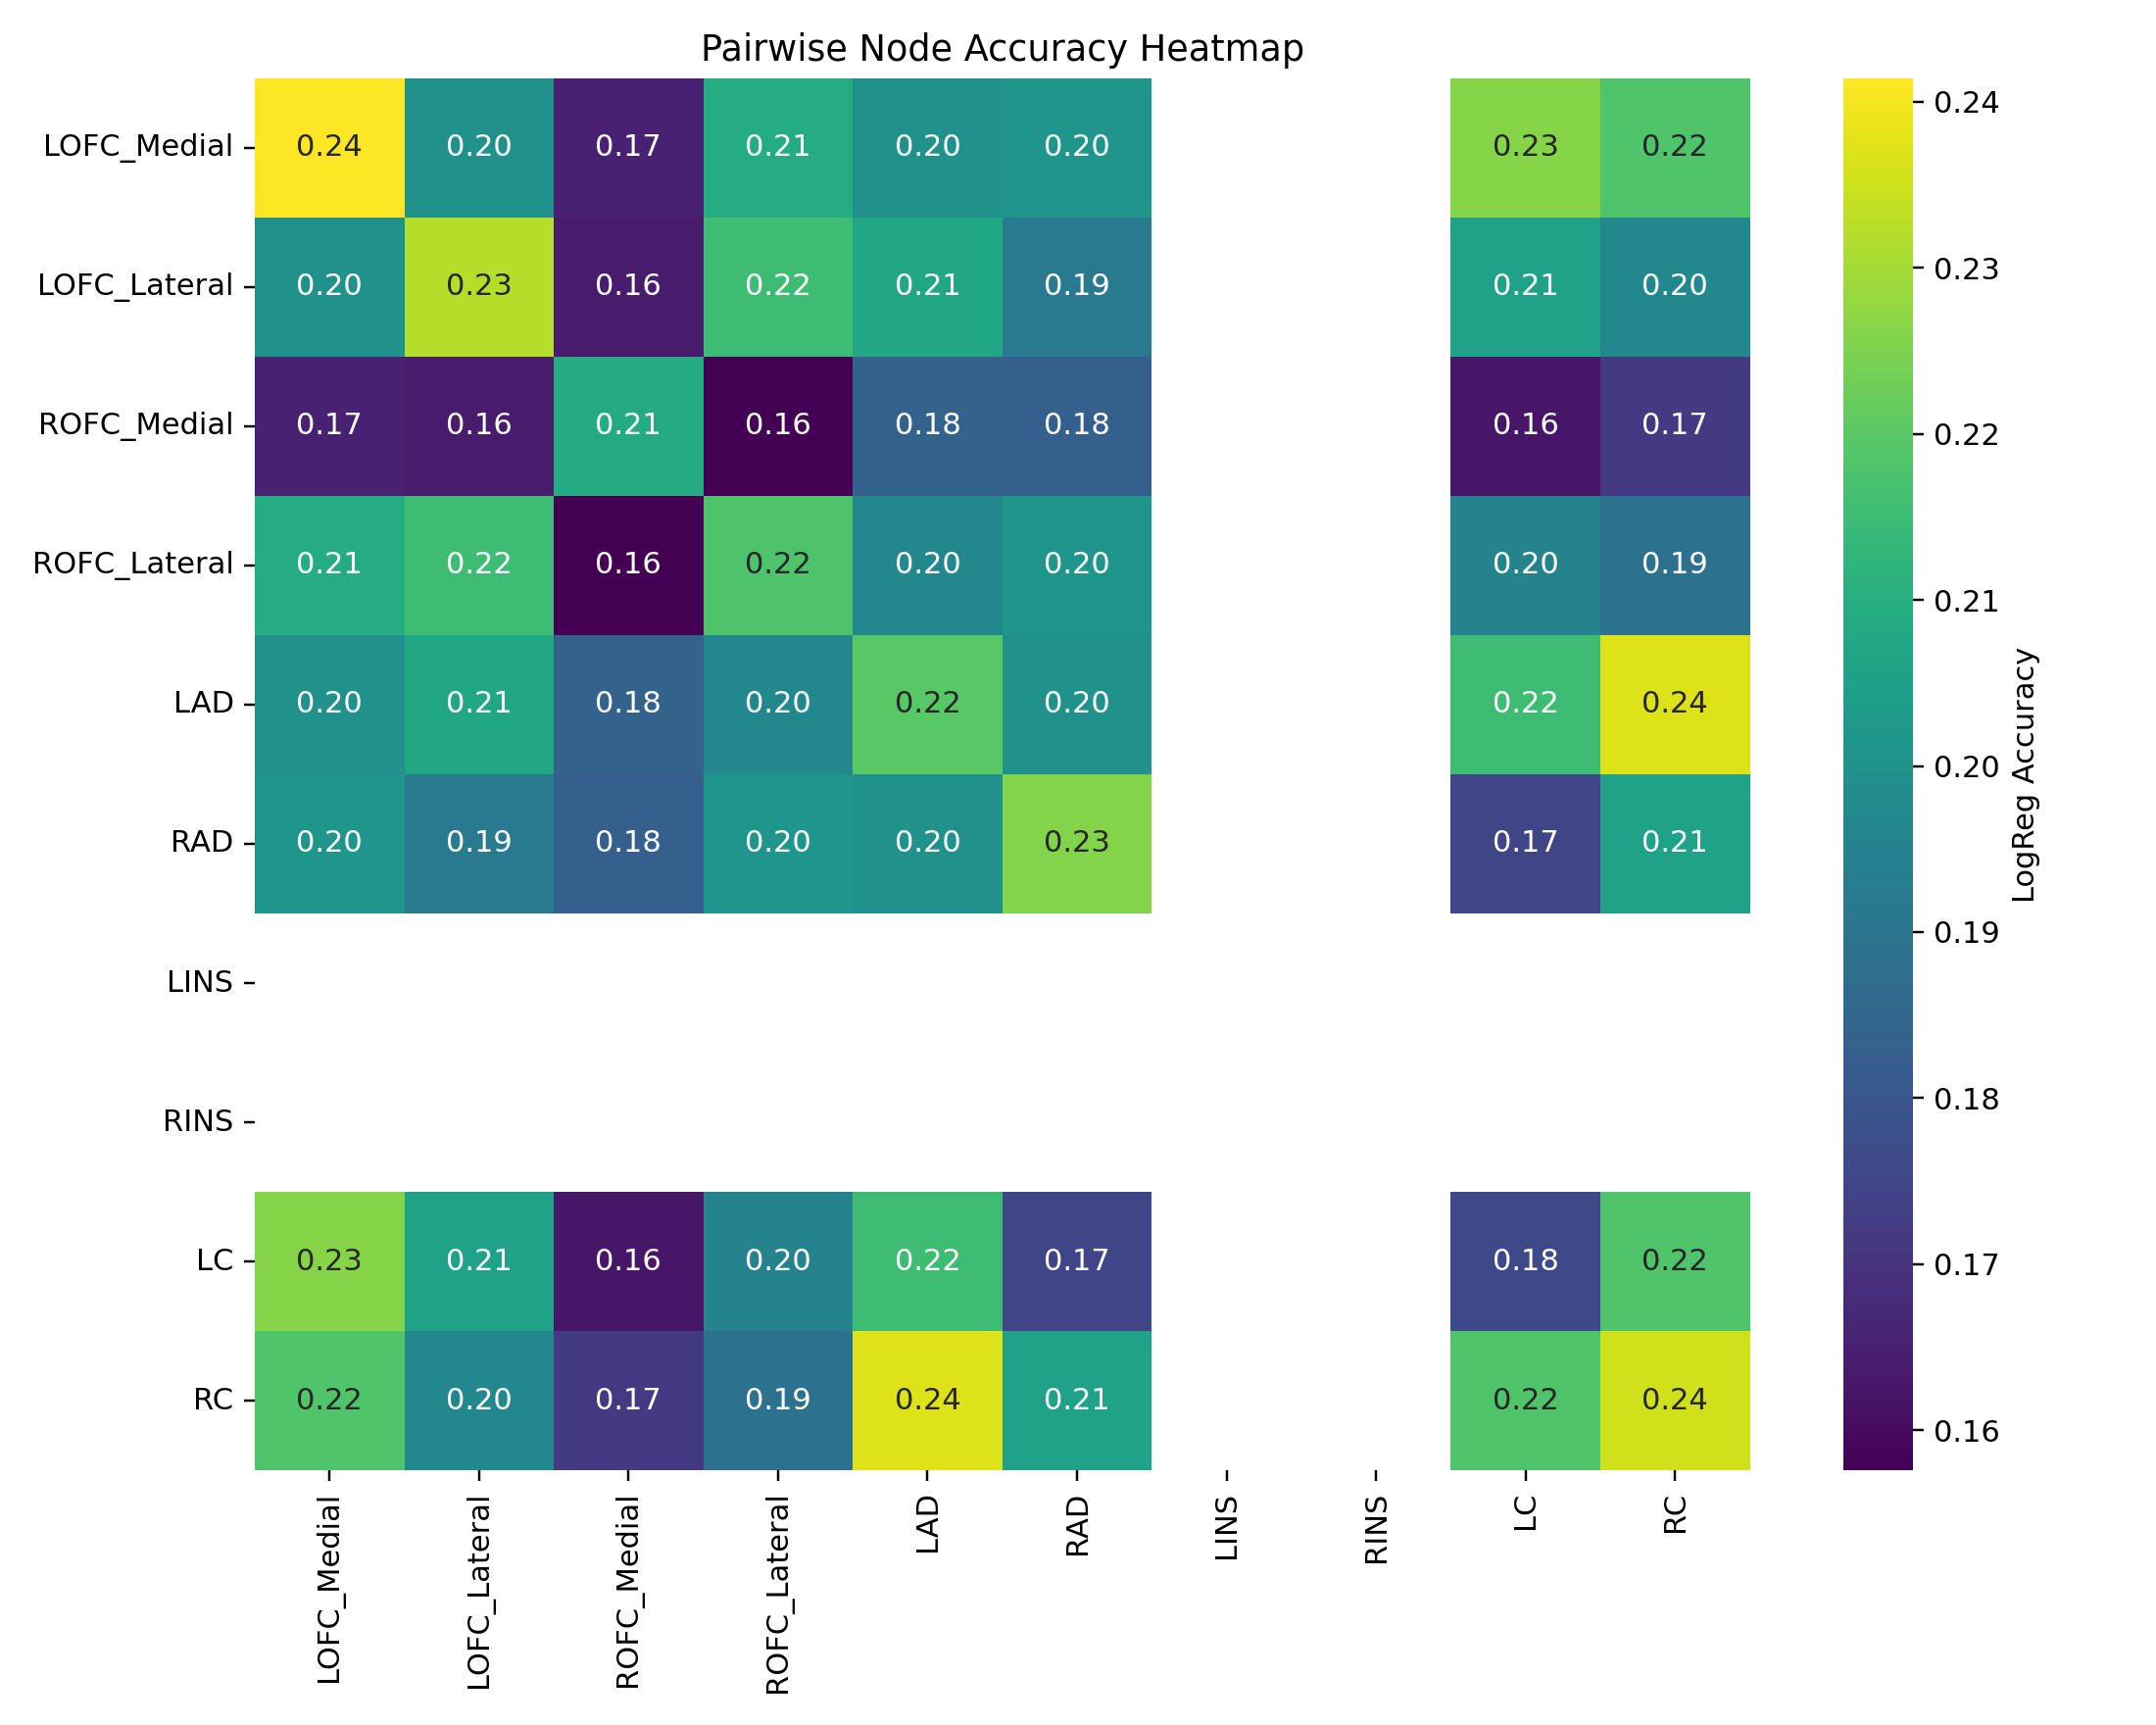 Pairwise Node Accuracy Heatmap
LOFC_Medial 0.24 0.20 0.17 0.21 0.20 0.20 0.23 0.22
LOFC_Lateral 0.20 0.23 0.16 0.22 0.21 0.19 0.21 0.20
ROFC_Medial 0.17 0.16 0.21 0.16 0.18 0.18 0.16 0.17
ROFC_Lateral 0.21 0.22 0.16 0.22 0.20 0.20 0.20 0.19
LAD 0.20 0.21 0.18 0.20 0.22 0.20 0.22 0.24
RAD 0.20 0.19 0.18 0.20 0.20 0.23 0.17 0.21
LINS
RINS
LC 0.23 0.21 0.16 0.20 0.22 0.17 0.18 0.22
RC 0.22 0.20 0.17 0.19 0.24 0.21 0.22 0.24
LOFC_Medial
LOFC_Lateral
ROFC_Medial
ROFC_Lateral
LAD
RAD
LINS
RINS
LC
RC
0.24
0.23
0.22
0.21
0.20
0.19
0.18
0.17
0.16
LogReg Accuracy